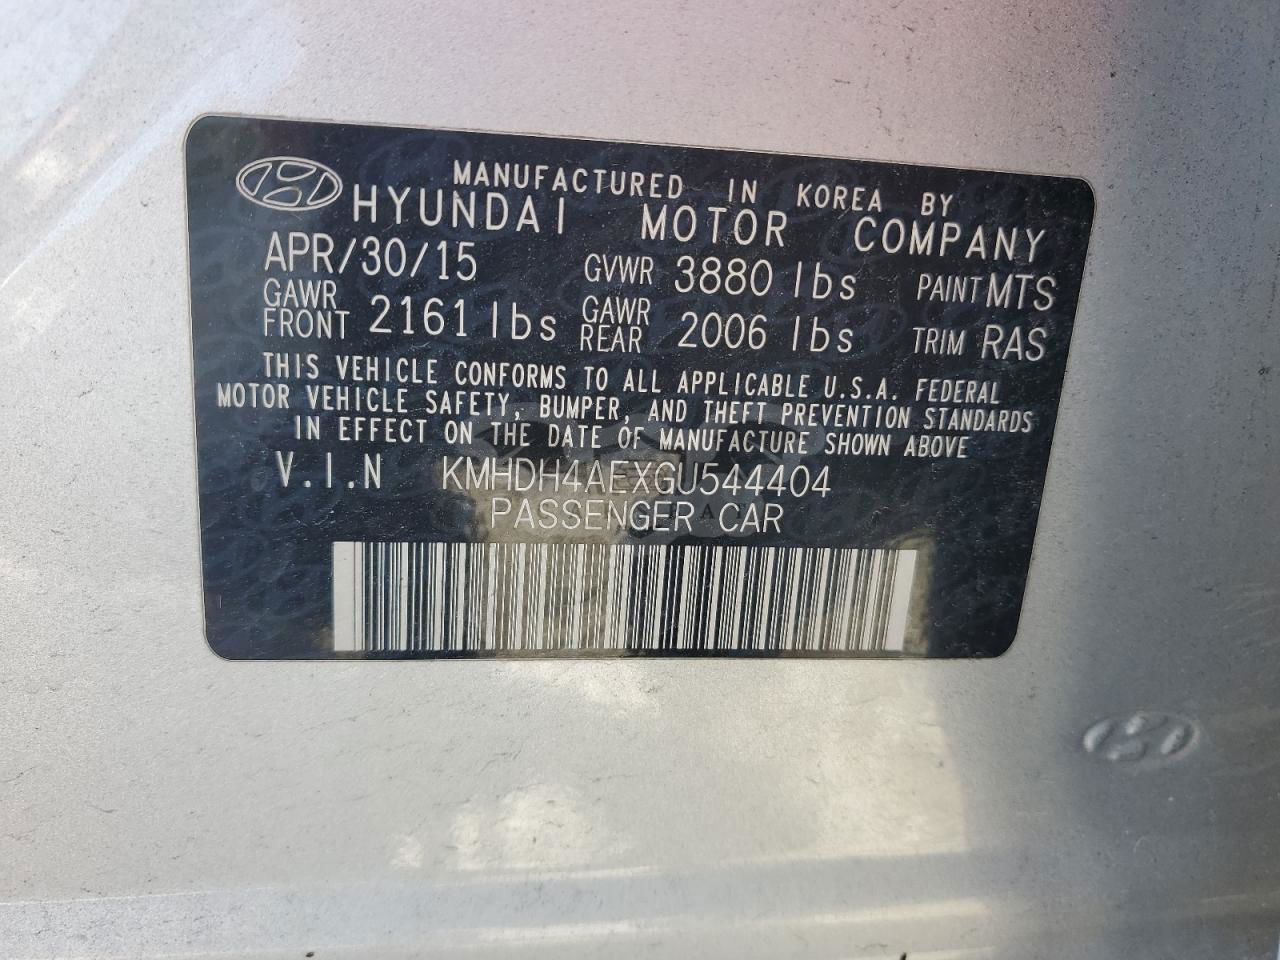 MANUFACTURED IN KOREA BY
HYUNDAI MOTOR COMPANY
APR/30/15 GVWR 3880 lbs PAINT MTS
GAWR FRONT 2161 lbs GAWR REAR 2006 lbs TRIM RAS
THIS VEHICLE CONFORMS TO ALL APPLICABLE U.S.A. FEDERAL
MOTOR VEHICLE SAFETY, BUMPER, AND THEFT PREVENTION STANDARDS
IN EFFECT ON THE DATE OF MANUFACTURE SHOWN ABOVE
V.I.N KMHDH4AEXGU544404
PASSENGER CAR